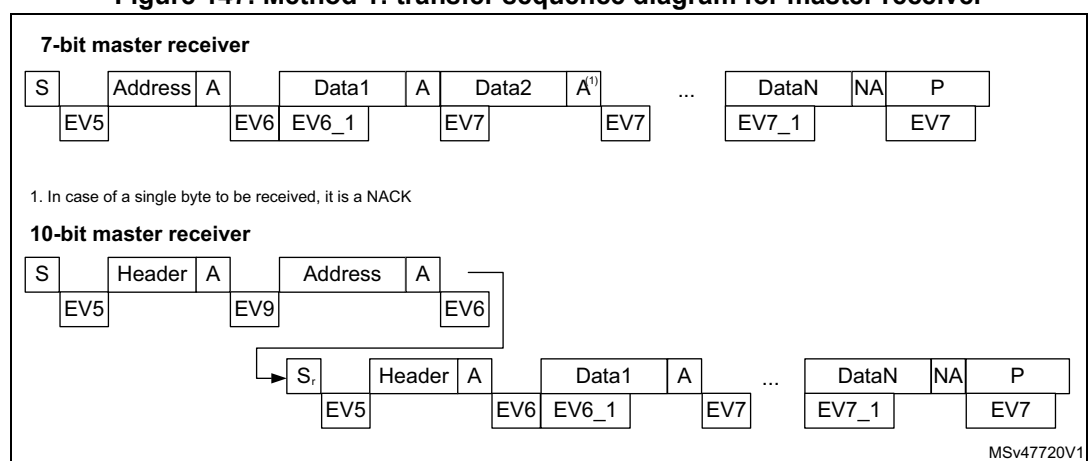 Figure 147. Method 1: transfer sequence diagram for master receiver
7-bit master receiver
S Address A Data1 A Data2 A(1) ... DataN NA P
EV5 EV6 EV6_1 EV7 EV7 EV7_1 EV7
1. In case of a single byte to be received, it is a NACK
10-bit master receiver
S Header A Address A
EV5 EV9 EV6
Sr Header A Data1 A ... DataN NA P
EV5 EV6 EV6_1 EV7 EV7_1 EV7
MSv47720V1